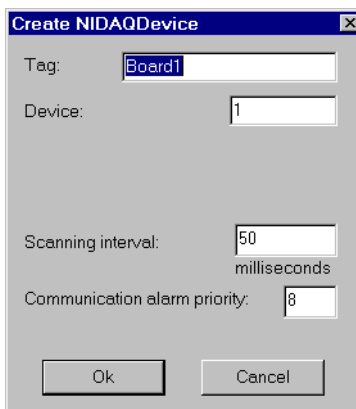 Create NIDAQDevice
Tag: Board1
Device: 1
Scanning interval: 50
milliseconds
Communication alarm priority: 8
Ok Cancel